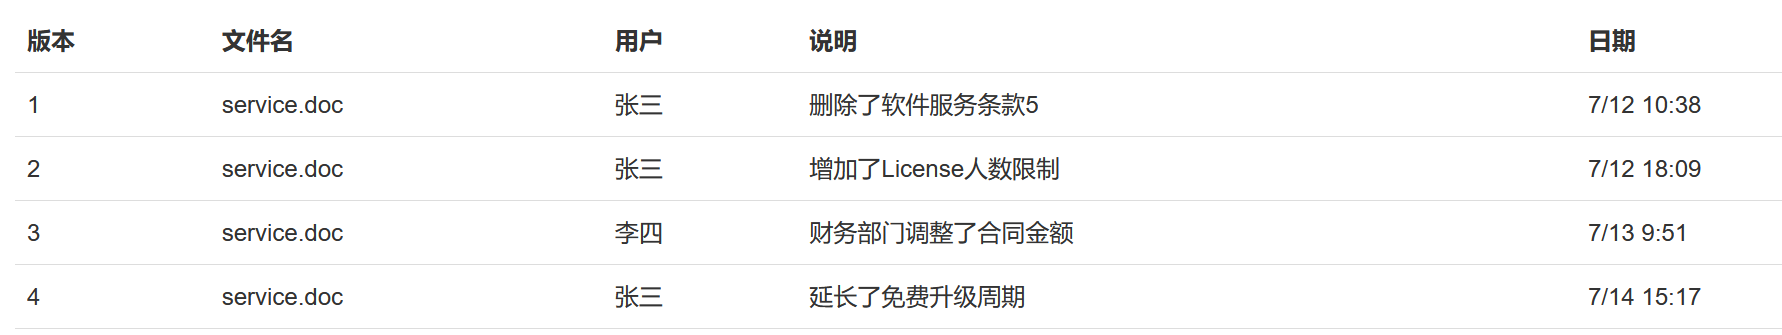 版本 文件名 用户 说明 日期
1 service.doc 张三 删除了软件服务条款5 7/12 10:38
2 service.doc 张三 增加了License人数限制 7/12 18:09
3 service.doc 李四 财务部门调整了合同金额 7/13 9:51
4 service.doc 张三 延长了免费升级周期 7/14 15:17